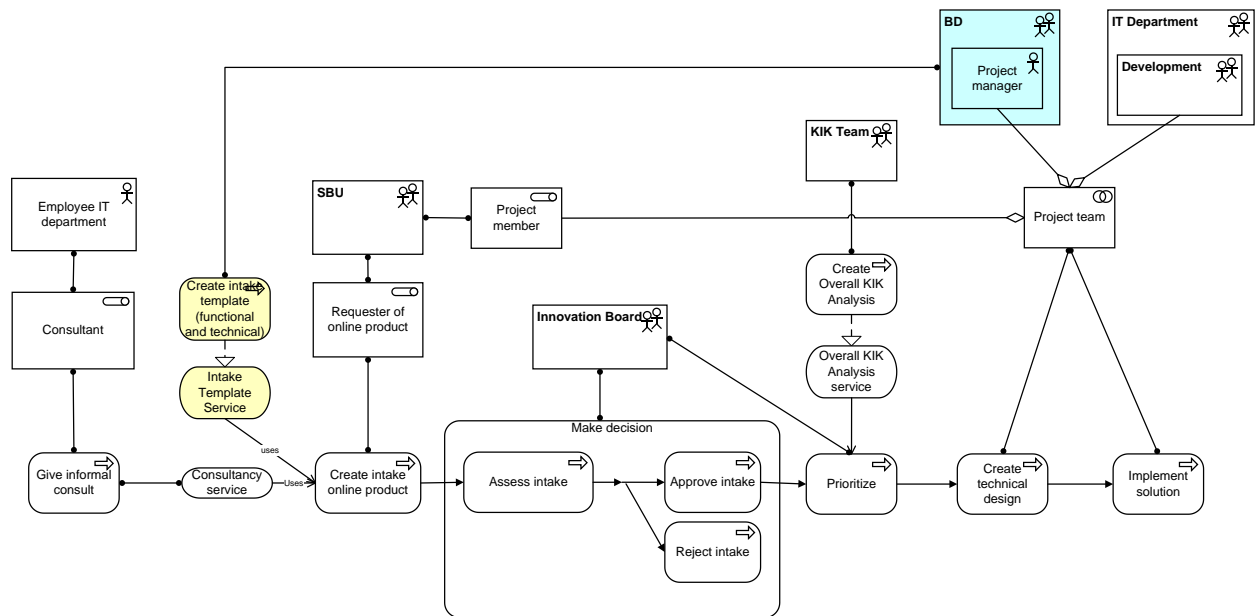 BD
IT Department
Project
manager
Development
KIK Team
Employee IT
department
SBU
Project
member
Project team
Create intake
template
(functional
and technical)
Create
Overall KIK
Analysis
Consultant
Requester of
online product
Innovation Board
Intake
Template
Service
Overall KIK
Analysis
service
Make decision
uses
Give informal
consult
Consultancy
service
Uses
Create intake
online product
Assess intake
Approve intake
Prioritize
Create
technical
design
Implement
solution
Reject intake